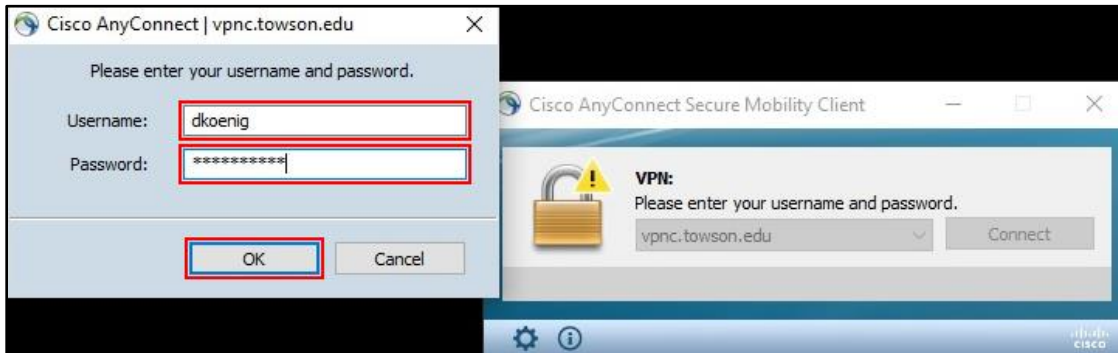 Cisco AnyConnect | vpnc.towson.edu
Please enter your username and password.
Username: dkoenig
Password: **********
OK Cancel
Cisco AnyConnect Secure Mobility Client
VPN:
Please enter your username and password.
vpnc.towson.edu Connect
cisco